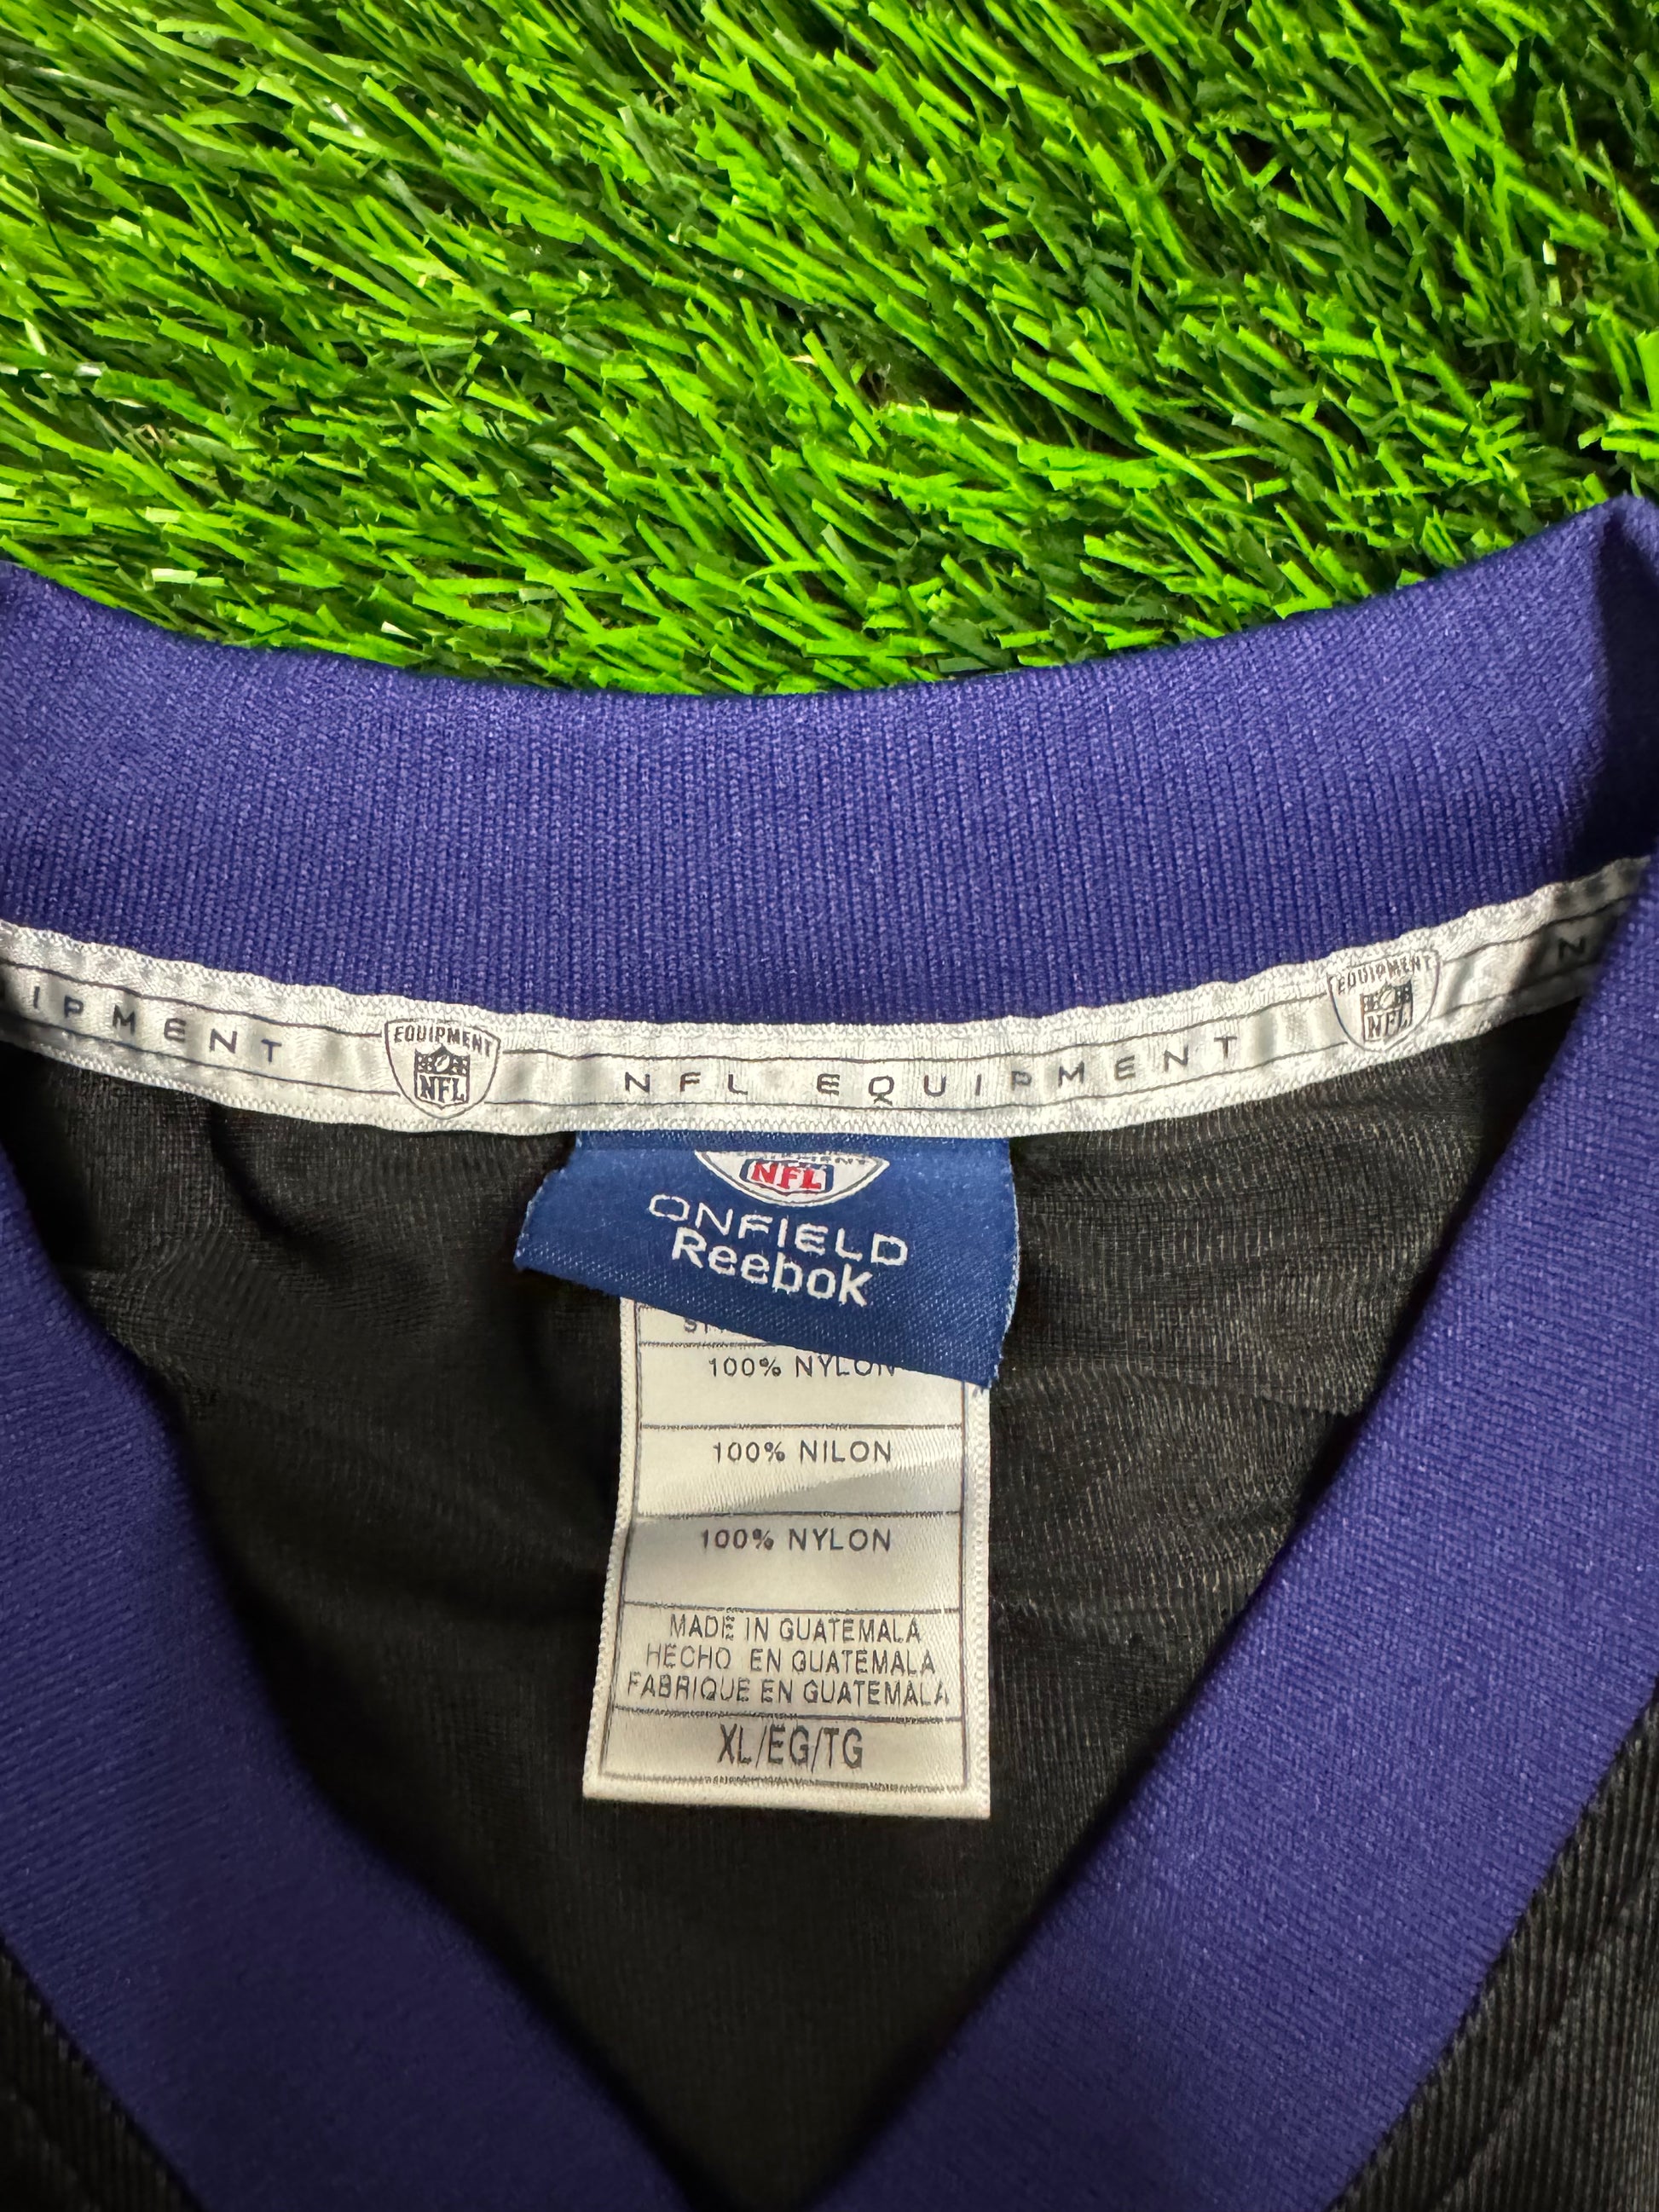 EQUIPMENT
NFL
EQUIPMENT
NFL
NFL EQUIPMENT
NFL
ONFIELD
Reebok
100% NYLON
100% NILON
100% NYLON
MADE IN GUATEMALA
HECHO EN GUATEMALA
FABRIQUE EN GUATEMALA
XL/EG/TG